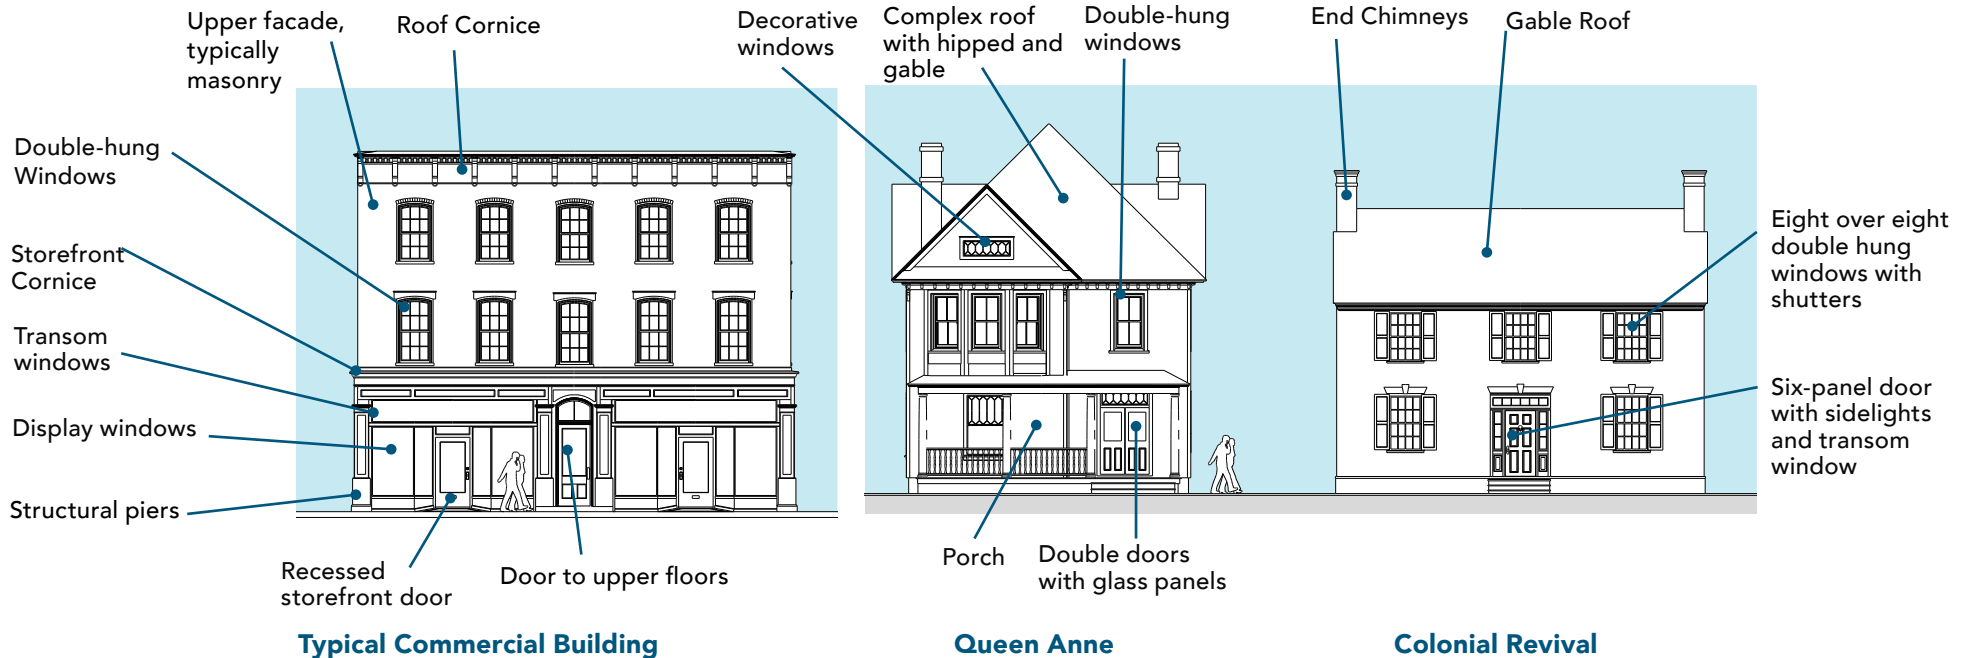 Upper facade,
typically
masonry
Roof Cornice
Double-hung
Windows
Storefront
Cornice
Transom
windows
Display windows
Structural piers
Recessed
storefront door
Door to upper floors
Typical Commercial Building
Decorative
windows
Complex roof
with hipped and
gable
Double-hung
windows
Porch
Double doors
with glass panels
Queen Anne
End Chimneys
Gable Roof
Eight over eight
double hung
windows with
shutters
Six-panel door
with sidelights
and transom
window
Colonial Revival